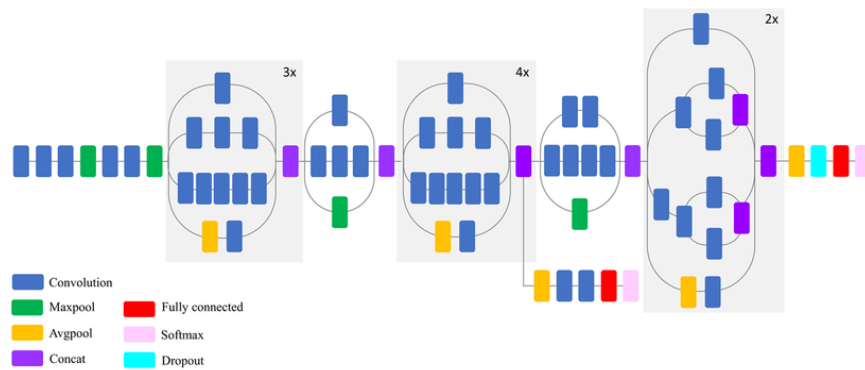 3x
4x
2x
Convolution
Maxpool
Avgpool
Concat
Fully connected
Softmax
Dropout